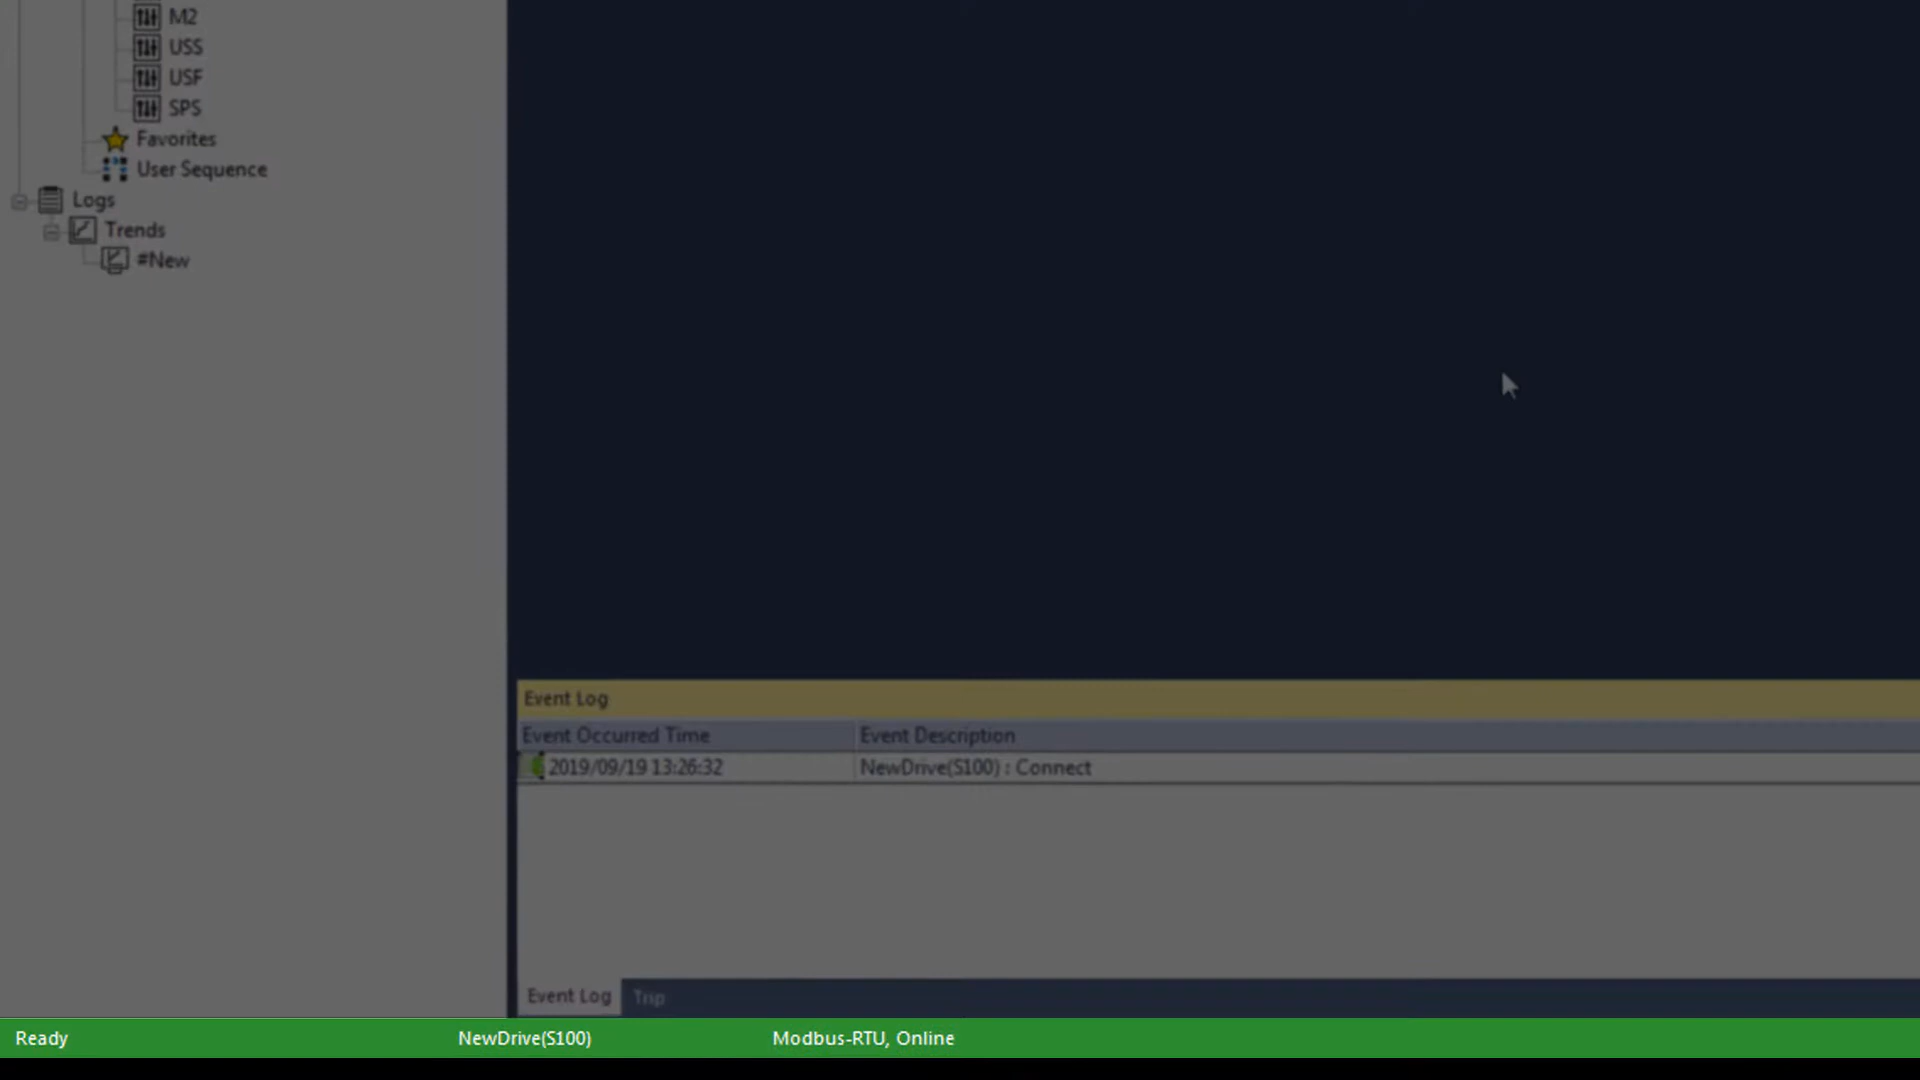 M2
USS
USF
SPS
Favorites
User Sequence
Logs
Trends
#New
Event Log
Event Occurred Time Event Description
2019/09/19 13:26:32 NewDrive(S100) : Connect
Event Log Trip
Ready NewDrive(S100) Modbus-RTU, Online